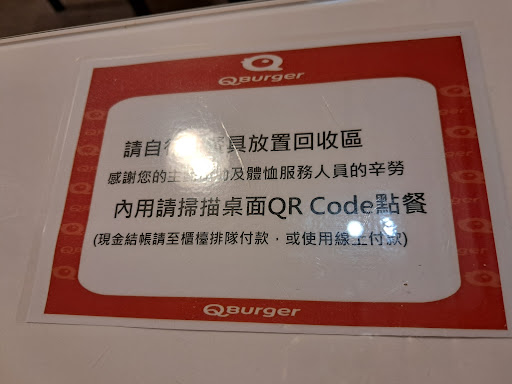 QBURGER
請自行 具放置回收區
感謝您的主 及體恤服務人員的辛勞
內用請掃描桌面QR Code點餐
(現金結帳請至櫃檯排隊付款,或使用線上付款)
QBURGER